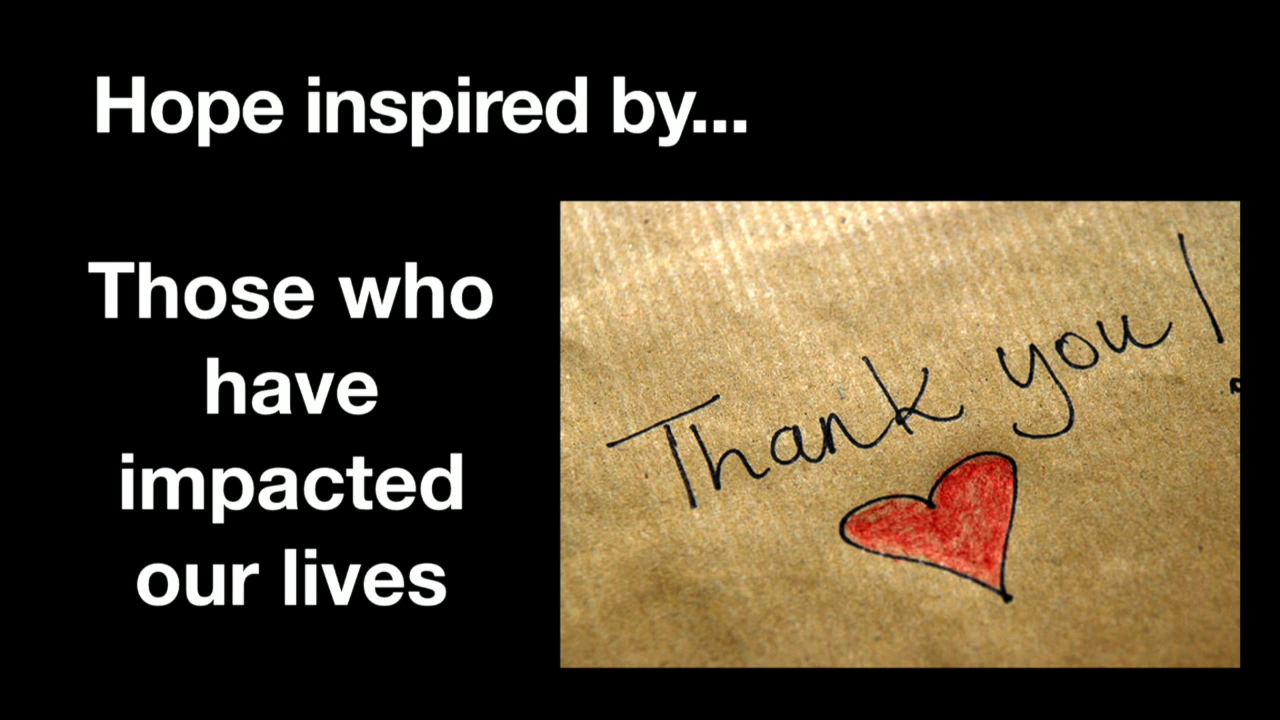 Hope inspired by...
Those who
have
impacted
our lives
Thank you!